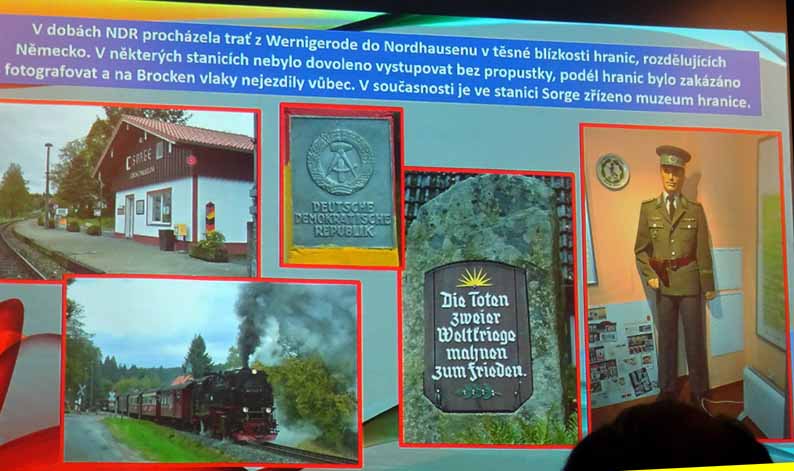 V dobách NDR procházela trať z Wernigerode do Nordhausenu v těsné blízkosti hranic, rozdělujících
Německo. V některých stanicích nebylo dovoleno vystupovat bez propustky, podél hranic bylo zakázáno
fotografovat a na Brocken vlaky nejezdily vůbec. V současnosti je ve stanici Sorge zřízeno muzeum hranice.
SORGE
DEUTSCHE
DEMOKRATISCHE
REPUBLIK
Die Toten
zweier
Weltkriege
mahnen
zum Frieden.